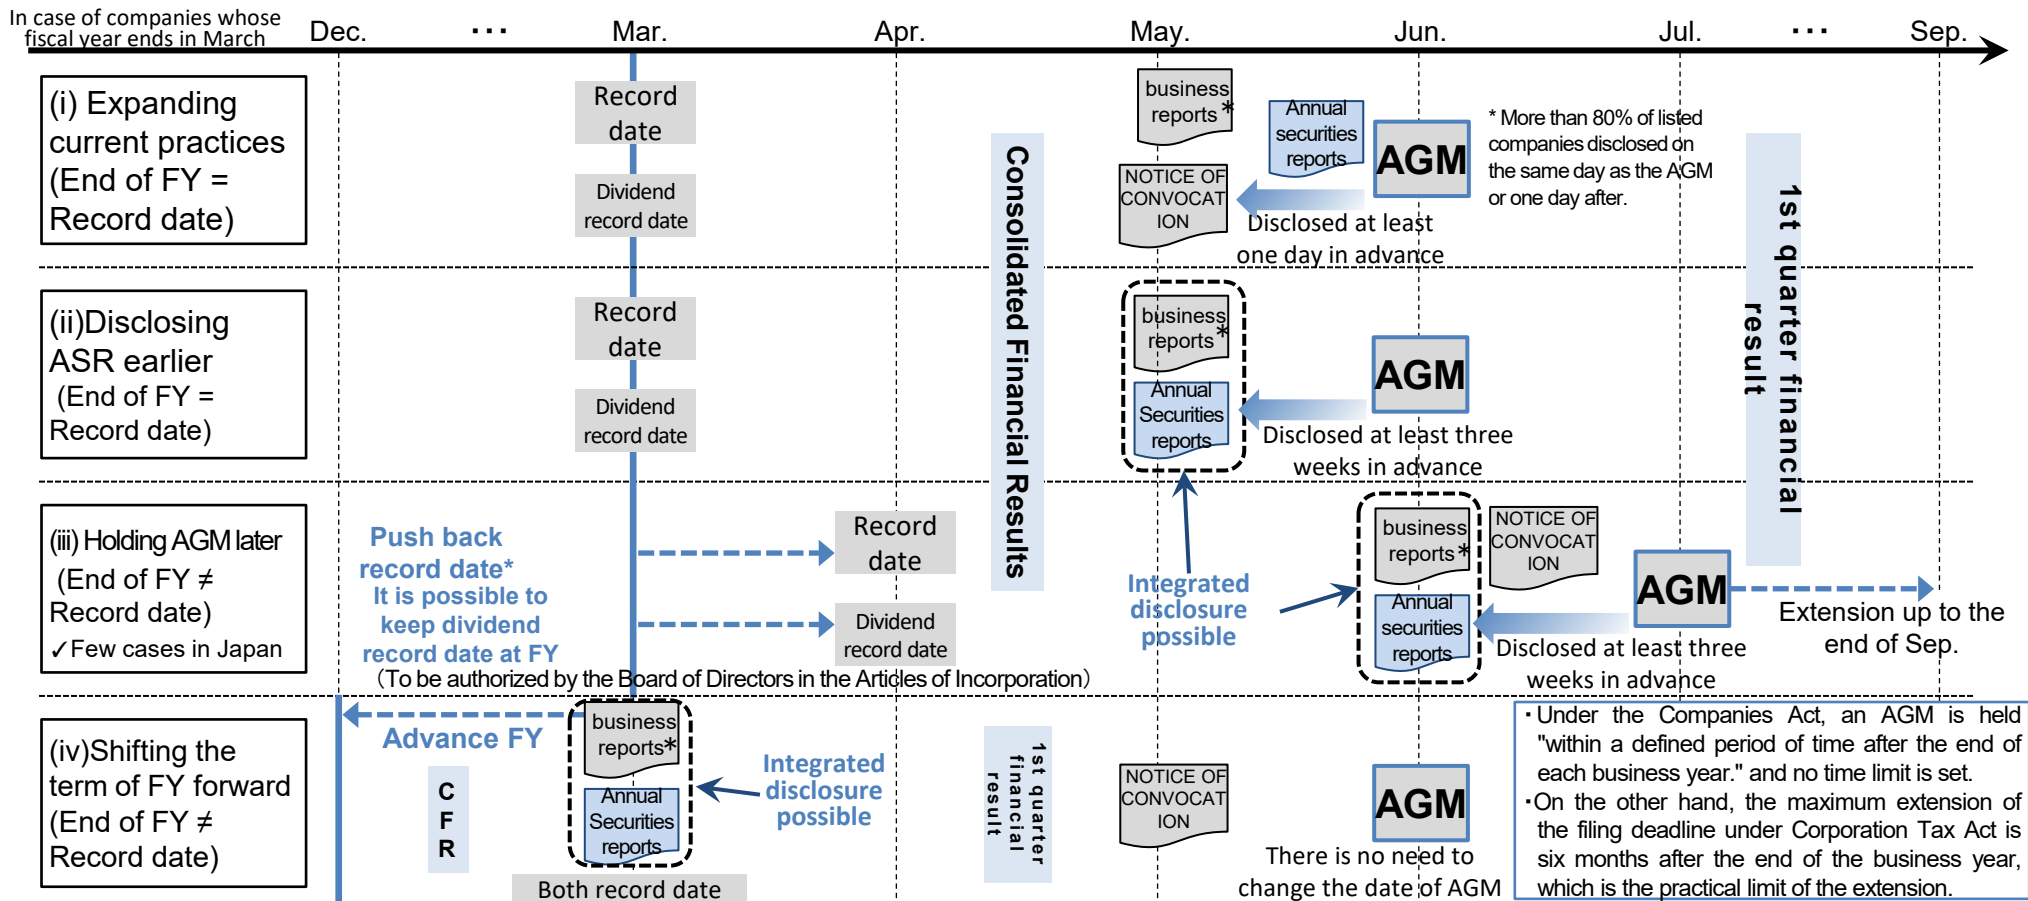 In case of companies whose
fiscal year ends in March
Dec.
···
Mar.
Apr.
May.
Jun.
Jul.
···
Sep.
(i) Expanding
current practices
(End of FY =
Record date)
Record
date
Dividend
record date
Consolidated Financial Results
business
reports*
NOTICE OF
CONVOCAT
ION
Annual
securities
reports
AGM
Disclosed at least
one day in advance
* More than 80% of listed
companies disclosed on
the same day as the AGM
or one day after.
1st quarter financial
result
(ii)Disclosing
ASR earlier
(End of FY =
Record date)
Record
date
Dividend
record date
business
reports*
Annual
Securities
reports
AGM
Disclosed at least three
weeks in advance
(iii) Holding AGM later
(End of FY ≠
Record date)
✓Few cases in Japan
Push back
record date*
It is possible to
keep dividend
record date at FY
(To be authorized by the Board of Directors in the Articles of Incorporation)
Record
date
Dividend
record date
Integrated
disclosure
possible
business
reports*
Annual
securities
reports
NOTICE OF
CONVOCAT
ION
AGM
Disclosed at least three
weeks in advance
Extension up to the
end of Sep.
(iv)Shifting the
term of FY forward
(End of FY ≠
Record date)
Advance FY
C
F
R
business
reports*
Annual
Securities
reports
Both record date
Integrated
disclosure
possible
1st quarter
financial
result
NOTICE OF
CONVOCAT
ION
AGM
There is no need to
change the date of AGM
・Under the Companies Act, an AGM is held
"within a defined period of time after the end of
each business year." and no time limit is set.
・On the other hand, the maximum extension of
the filing deadline under Corporation Tax Act is
six months after the end of the business year,
which is the practical limit of the extension.